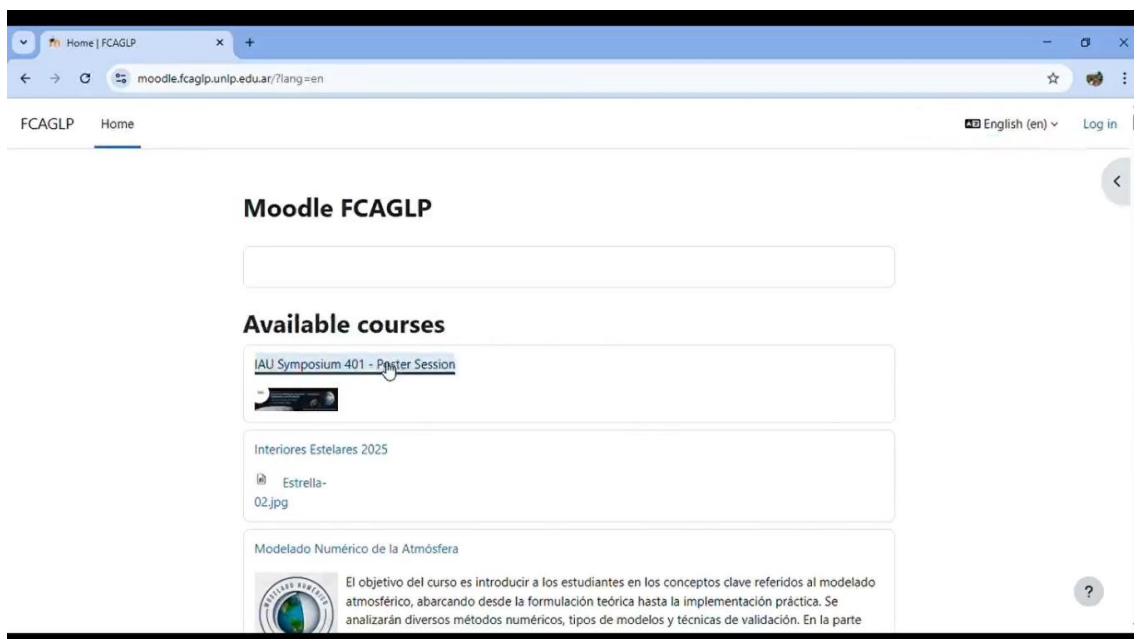 Home | FCAGLP
moodle.fcaglp.unlp.edu.ar/?lang=en
FCAGLP Home English (en) Log in
Moodle FCAGLP
Available courses
IAU Symposium 401 - Poster Session
Interiores Estelares 2025
Estrella-
02.jpg
Modelado Numérico de la Atmósfera
El objetivo del curso es introducir a los estudiantes en los conceptos clave referidos al modelado
atmosférico, abarcando desde la formulación teórica hasta la implementación práctica. Se
analizarán diversos métodos numéricos, tipos de modelos y técnicas de validación. En la parte
MODELADO NUMÉRICO
?